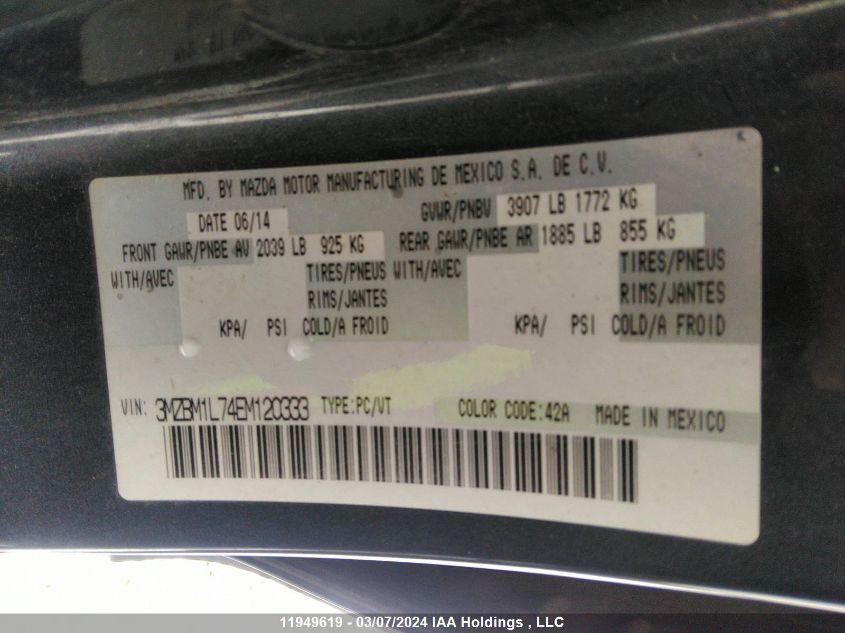 MFD. BY MAZDA MOTOR MANUFACTURING DE MEXICO S.A. DE C.V.
DATE 06/14 GVWR/PNBV 3907 LB 1772 KG
FRONT GAWR/PNBE AV 2039 LB 925 KG REAR GAWR/PNBE AR 1885 LB 855 KG
WITH/AVEC TIRES/PNEUS WITH/AVEC TIRES/PNEUS
RIMS/JANTES RIMS/JANTES
KPA/ PSI COLD/A FROID KPA/ PSI COLD/A FROID
VIN: 3MZBM1L74EM120333 TYPE:PC/VT COLOR CODE:42A MADE IN MEXICO
11949619 - 03/07/2024 IAA Holdings , LLC